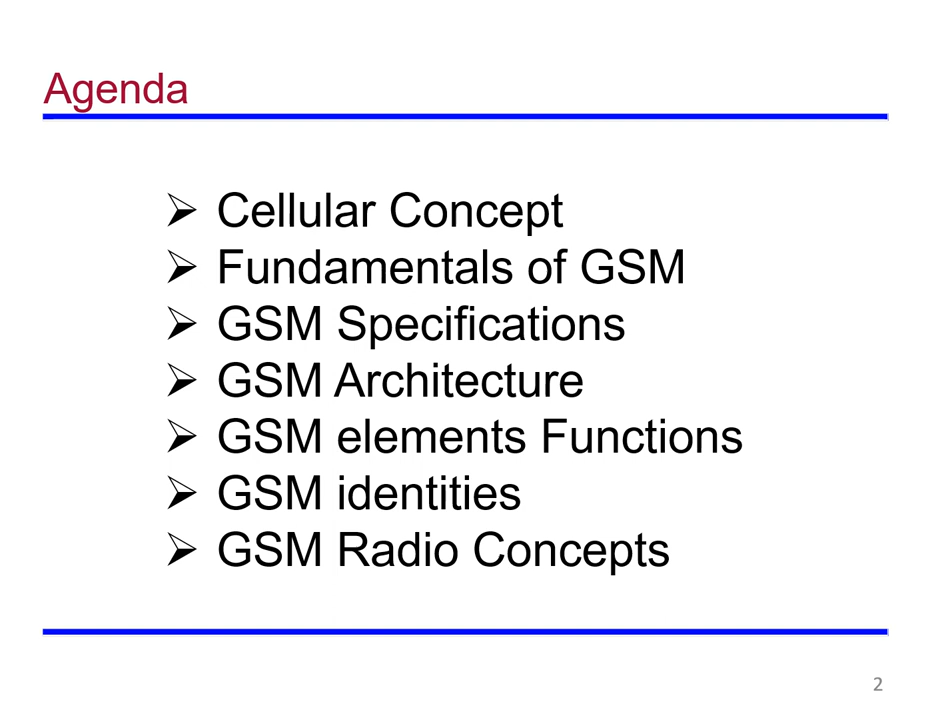 Agenda
➢ Cellular Concept
➢ Fundamentals of GSM
➢ GSM Specifications
➢ GSM Architecture
➢ GSM elements Functions
➢ GSM identities
➢ GSM Radio Concepts
2